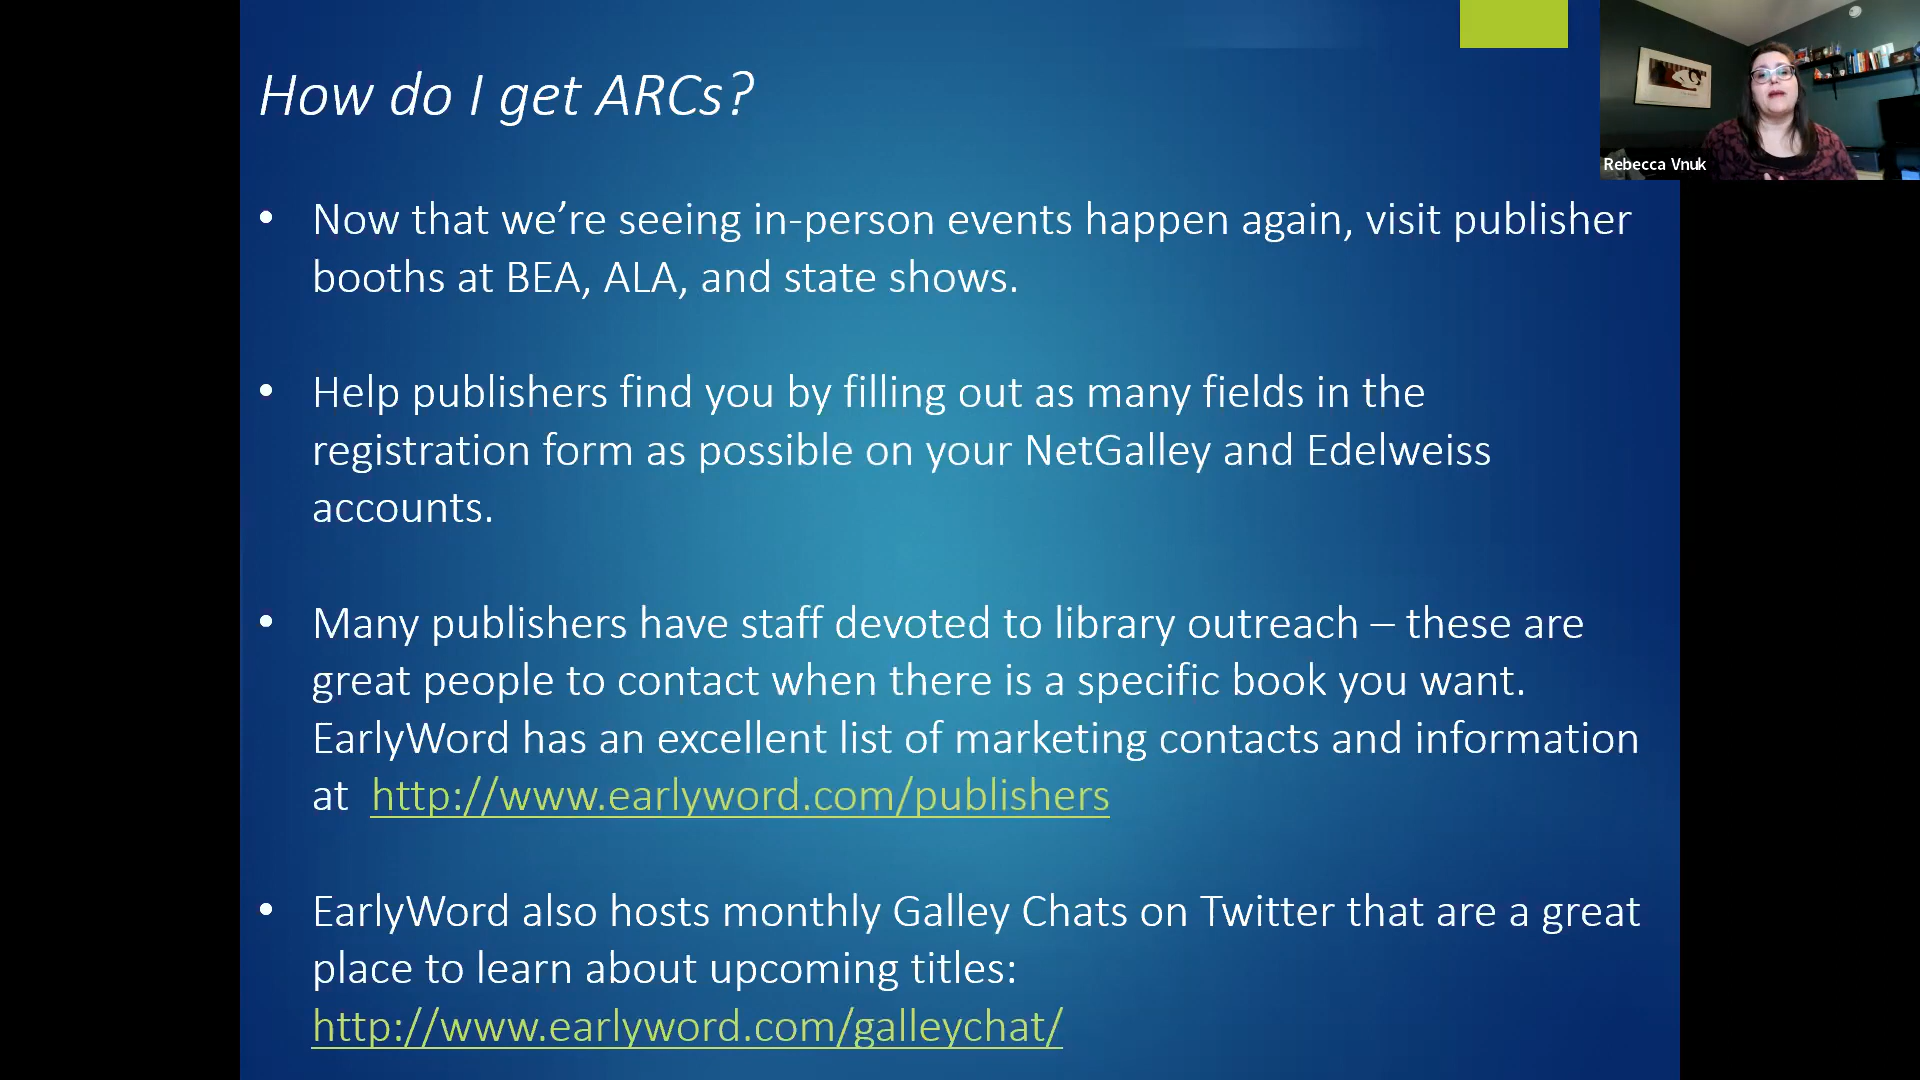 How do I get ARCs?
Rebecca Vnuk
• Now that we’re seeing in-person events happen again, visit publisher
booths at BEA, ALA, and state shows.
• Help publishers find you by filling out as many fields in the
registration form as possible on your NetGalley and Edelweiss
accounts.
• Many publishers have staff devoted to library outreach – these are
great people to contact when there is a specific book you want.
EarlyWord has an excellent list of marketing contacts and information
at http://www.earlyword.com/publishers
• EarlyWord also hosts monthly Galley Chats on Twitter that are a great
place to learn about upcoming titles:
http://www.earlyword.com/galleychat/